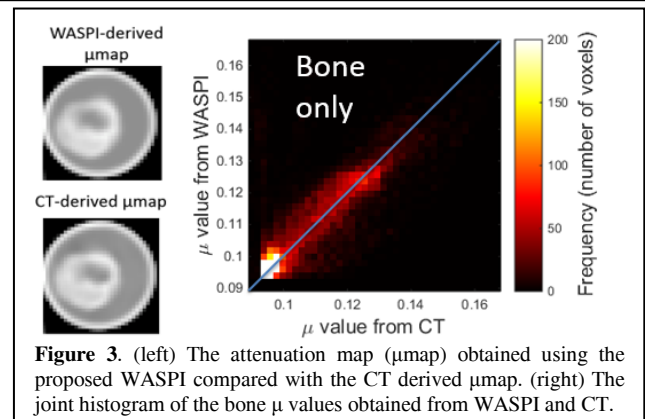 WASPI-derived
μmap
CT-derived μmap
Bone
only
μ value from WASPI
0.16
0.15
0.14
0.13
0.12
0.11
0.1
0.09
0.1
0.12
0.14
0.16
μ value from CT
200
150
100
50
0
Frequency (number of voxels)
Figure 3. (left) The attenuation map (μmap) obtained using the
proposed WASPI compared with the CT derived μmap. (right) The
joint histogram of the bone μ values obtained from WASPI and CT.